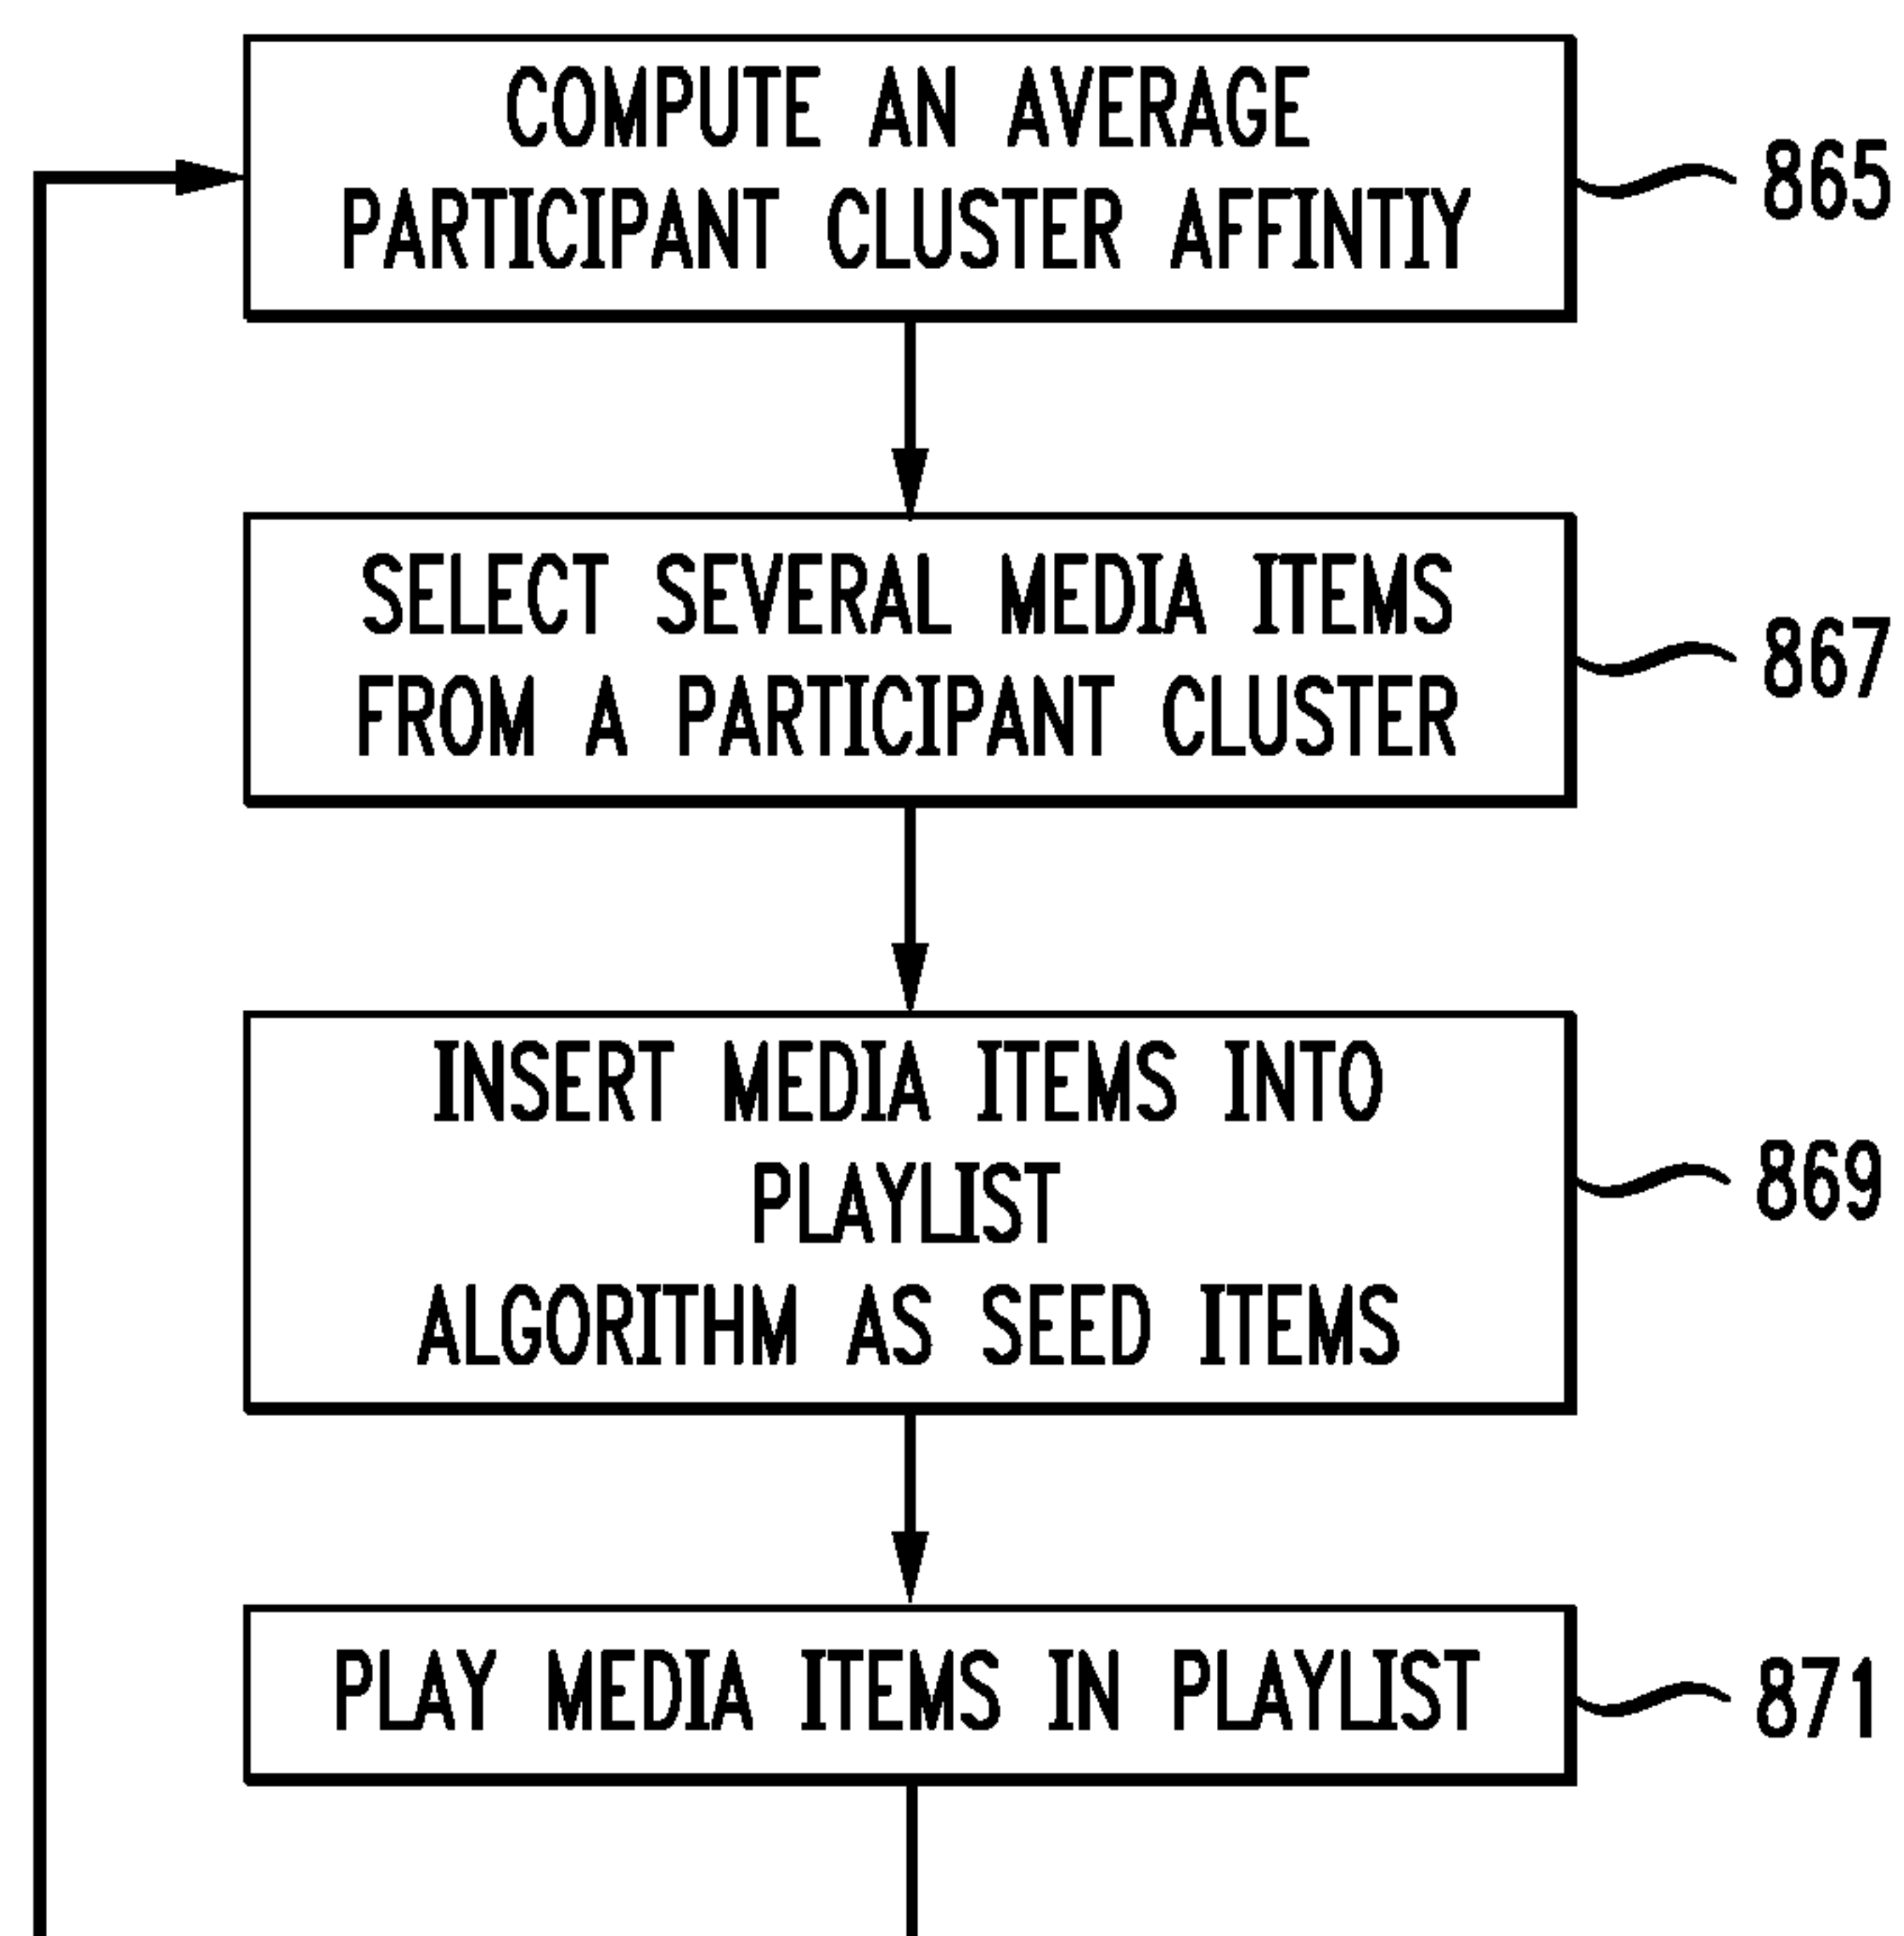 COMPUTE AN AVERAGE
PARTICIPANT CLUSTER AFFINTIY
865
SELECT SEVERAL MEDIA ITEMS
FROM A PARTICIPANT CLUSTER
867
INSERT MEDIA ITEMS INTO
PLAYLIST
ALGORITHM AS SEED ITEMS
869
PLAY MEDIA ITEMS IN PLAYLIST
871